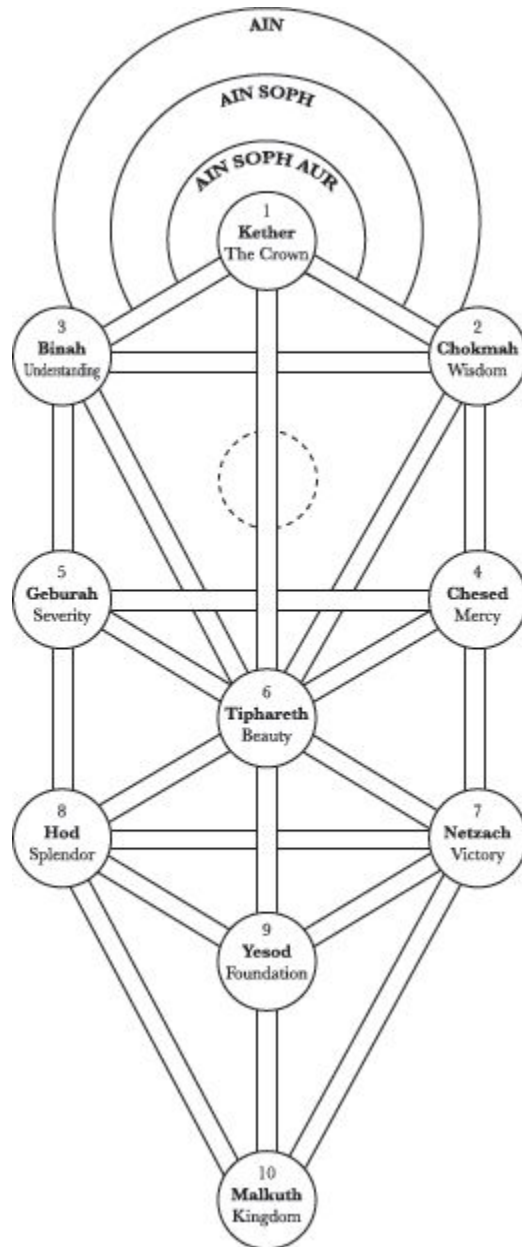 AIN
AIN SOPH
AIN SOPH AUR
1
Kether
The Crown
3
Binah
Understanding
2
Chokmah
Wisdom
5
Geburah
Severity
4
Chesed
Mercy
6
Tiphareth
Beauty
8
Hod
Splendor
7
Netzach
Victory
9
Yesod
Foundation
10
Malkuth
Kingdom